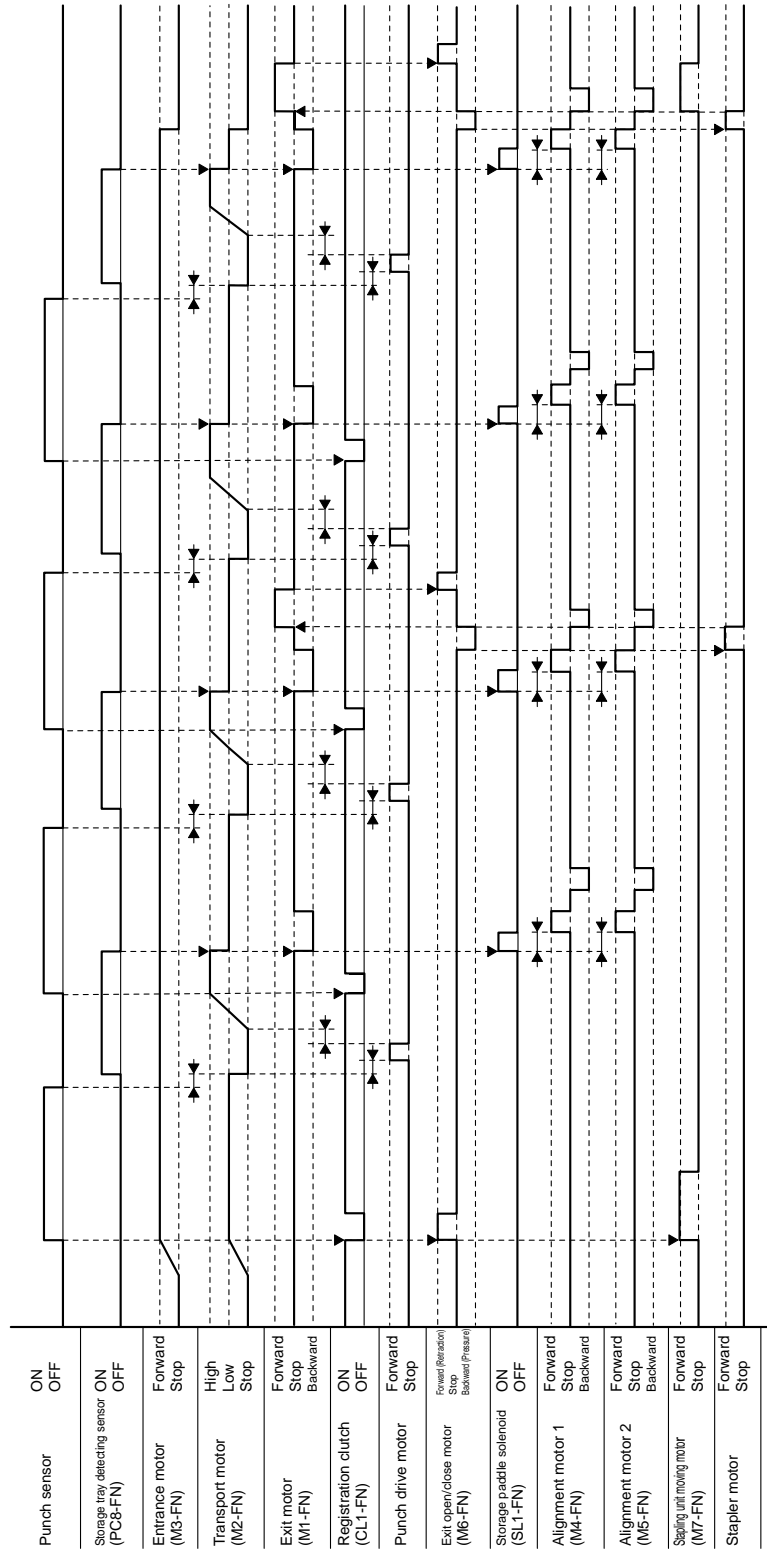 Punch sensor
ON
OFF
Storage tray detecting sensor
(PC8-FN)
ON
OFF
Entrance motor
(M3-FN)
Forward
Stop
Transport motor
(M2-FN)
High
Low
Stop
Exit motor
(M1-FN)
Forward
Stop
Backward
Registration clutch
(CL1-FN)
ON
OFF
Punch drive motor
Forward
Stop
Exit open/close motor
(M6-FN)
Forward (Retraction)
Stop
Backward (Pressure)
Storage paddle solenoid
(SL1-FN)
ON
OFF
Alignment motor 1
(M4-FN)
Forward
Stop
Backward
Alignment motor 2
(M5-FN)
Forward
Stop
Backward
Stapling unit moving motor
(M7-FN)
Forward
Stop
Stapler motor
Forward
Stop